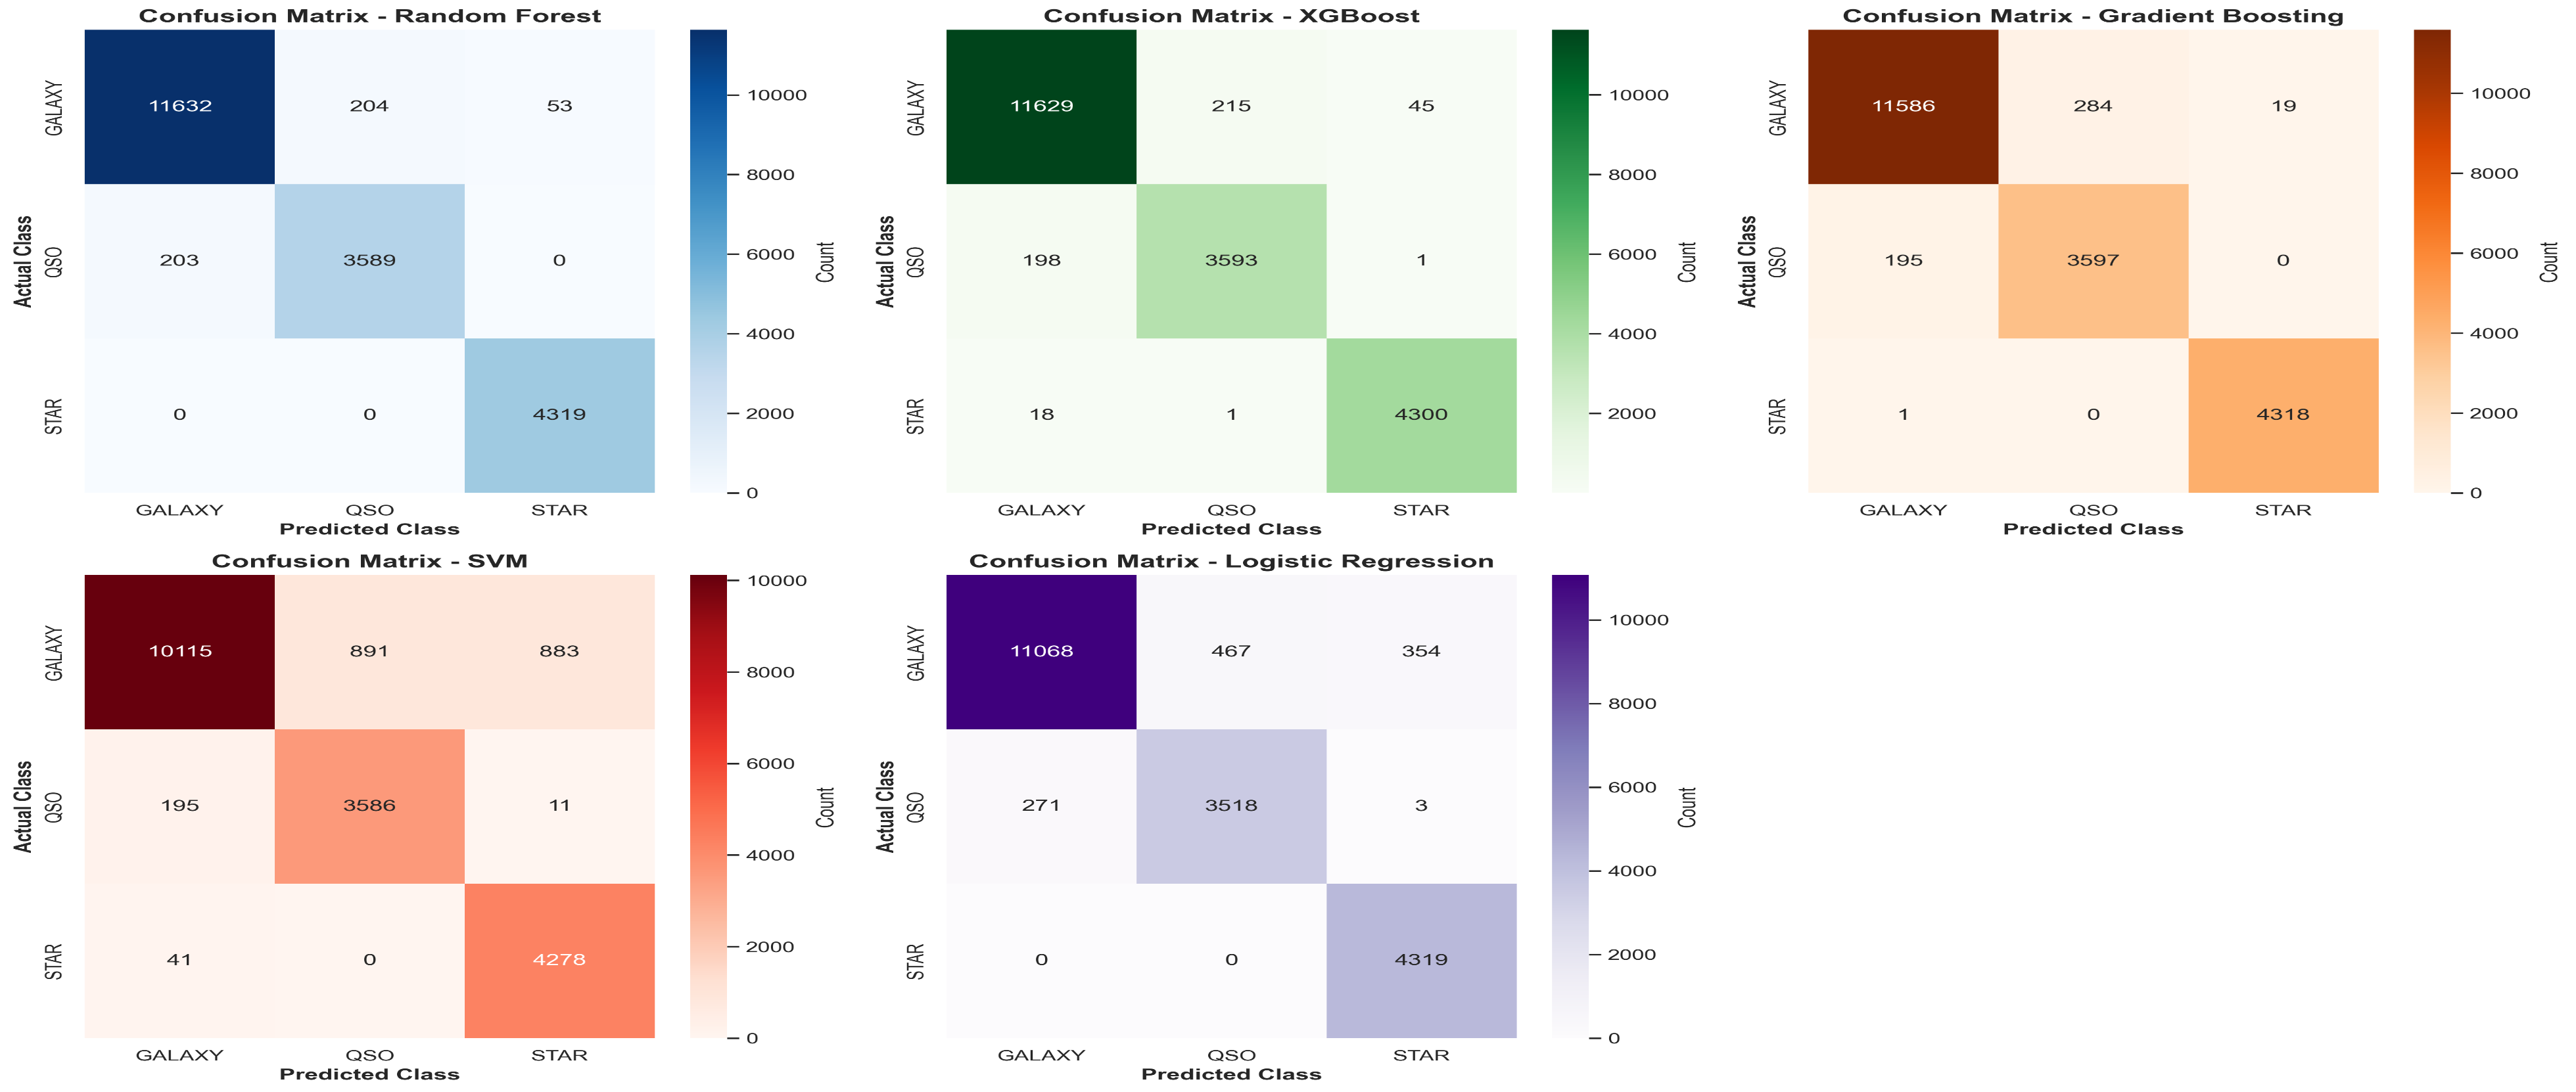 Confusion Matrix - Random Forest
Actual Class
GALAXY
QSO
STAR
11632 204 53
203 3589 0
0 0 4319
GALAXY QSO STAR
Predicted Class
10000
8000
6000
4000
2000
0
Count
Confusion Matrix - XGBoost
Actual Class
GALAXY
QSO
STAR
11629 215 45
198 3593 1
18 1 4300
GALAXY QSO STAR
Predicted Class
10000
8000
6000
4000
2000
Count
Confusion Matrix - Gradient Boosting
Actual Class
GALAXY
QSO
STAR
11586 284 19
195 3597 0
1 0 4318
GALAXY QSO STAR
Predicted Class
10000
8000
6000
4000
2000
0
Count
Confusion Matrix - SVM
Actual Class
GALAXY
QSO
STAR
10115 891 883
195 3586 11
41 0 4278
GALAXY QSO STAR
Predicted Class
10000
8000
6000
4000
2000
0
Count
Confusion Matrix - Logistic Regression
Actual Class
GALAXY
QSO
STAR
11068 467 354
271 3518 3
0 0 4319
GALAXY QSO STAR
Predicted Class
10000
8000
6000
4000
2000
0
Count